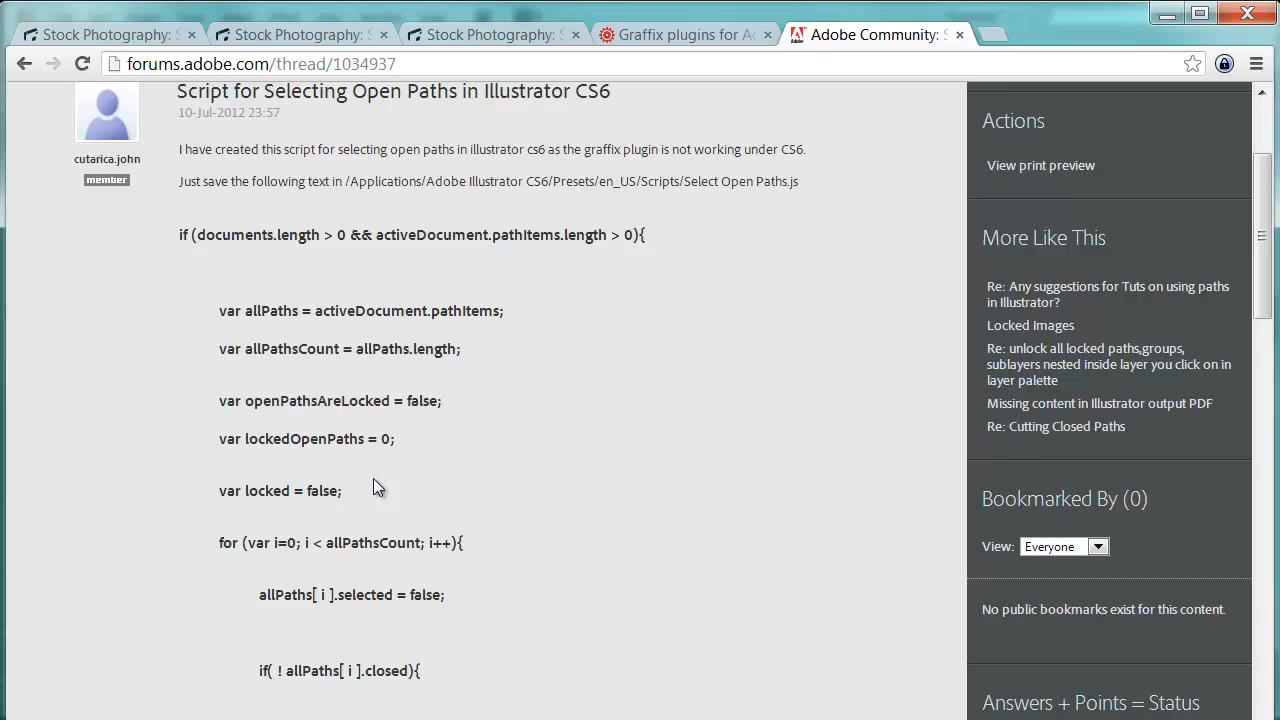 Stock Photography: S
Stock Photography: S
Stock Photography: S
Graffix plugins for Ad
Adobe Community: S
forums.adobe.com/thread/1034937
Script for Selecting Open Paths in Illustrator CS6
10-Jul-2012 23:57
cutarica.john
member
I have created this script for selecting open paths in illustrator cs6 as the graffix plugin is not working under CS6.
Just save the following text in /Applications/Adobe Illustrator CS6/Presets/en_US/Scripts/Select Open Paths.js
if (documents.length > 0 && activeDocument.pathItems.length > 0){
var allPaths = activeDocument.pathItems;
var allPathsCount = allPaths.length;
var openPathsAreLocked = false;
var lockedOpenPaths = 0;
var locked = false;
for (var i=0; i < allPathsCount; i++){
allPaths[ i ].selected = false;
if( ! allPaths[ i ].closed){
Actions
View print preview
More Like This
Re: Any suggestions for Tuts on using paths
in Illustrator?
Locked Images
Re: unlock all locked paths,groups,
sublayers nested inside layer you click on in
layer palette
Missing content in Illustrator output PDF
Re: Cutting Closed Paths
Bookmarked By (0)
View: Everyone
No public bookmarks exist for this content.
Answers + Points = Status